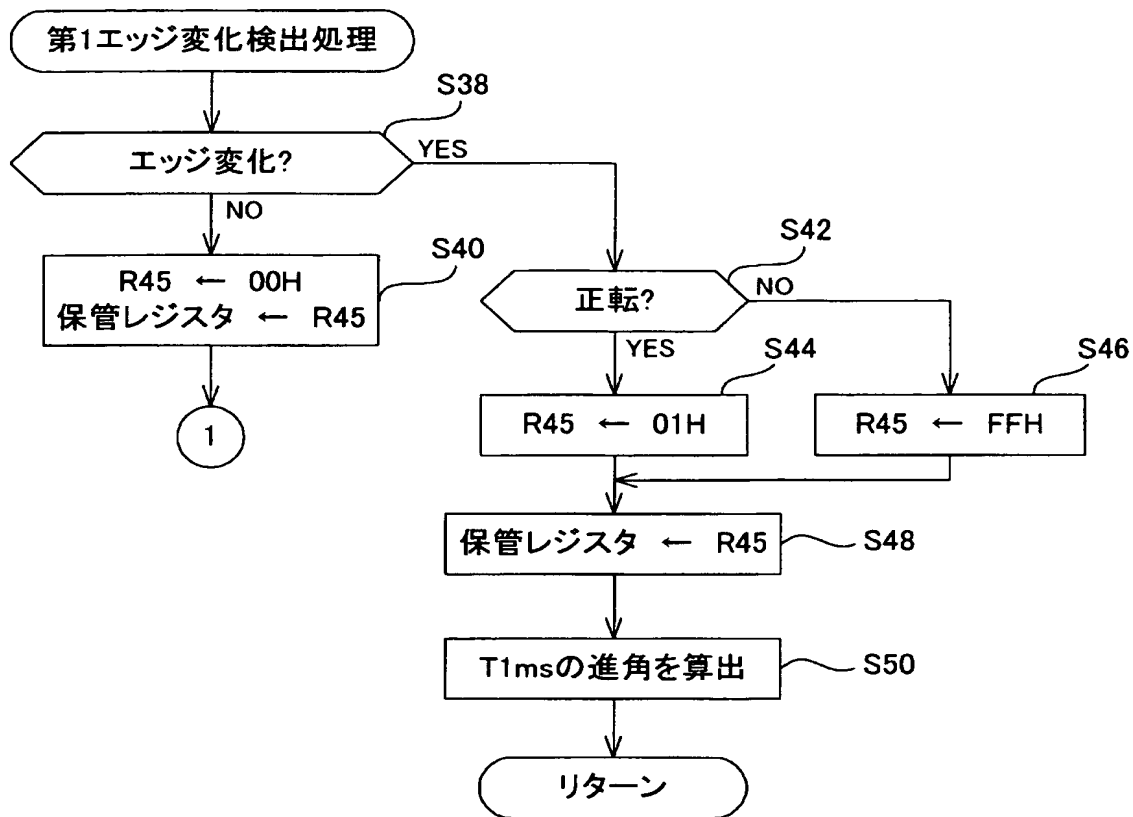 第1エッジ変化検出処理
S38
エッジ変化?
YES
NO
S40
R45 ← 00H
保管レジスタ ← R45
1
S42
正転?
NO
YES
S44
R45 ← 01H
S46
R45 ← FFH
保管レジスタ ← R45
S48
T1msの進角を算出
S50
リターン